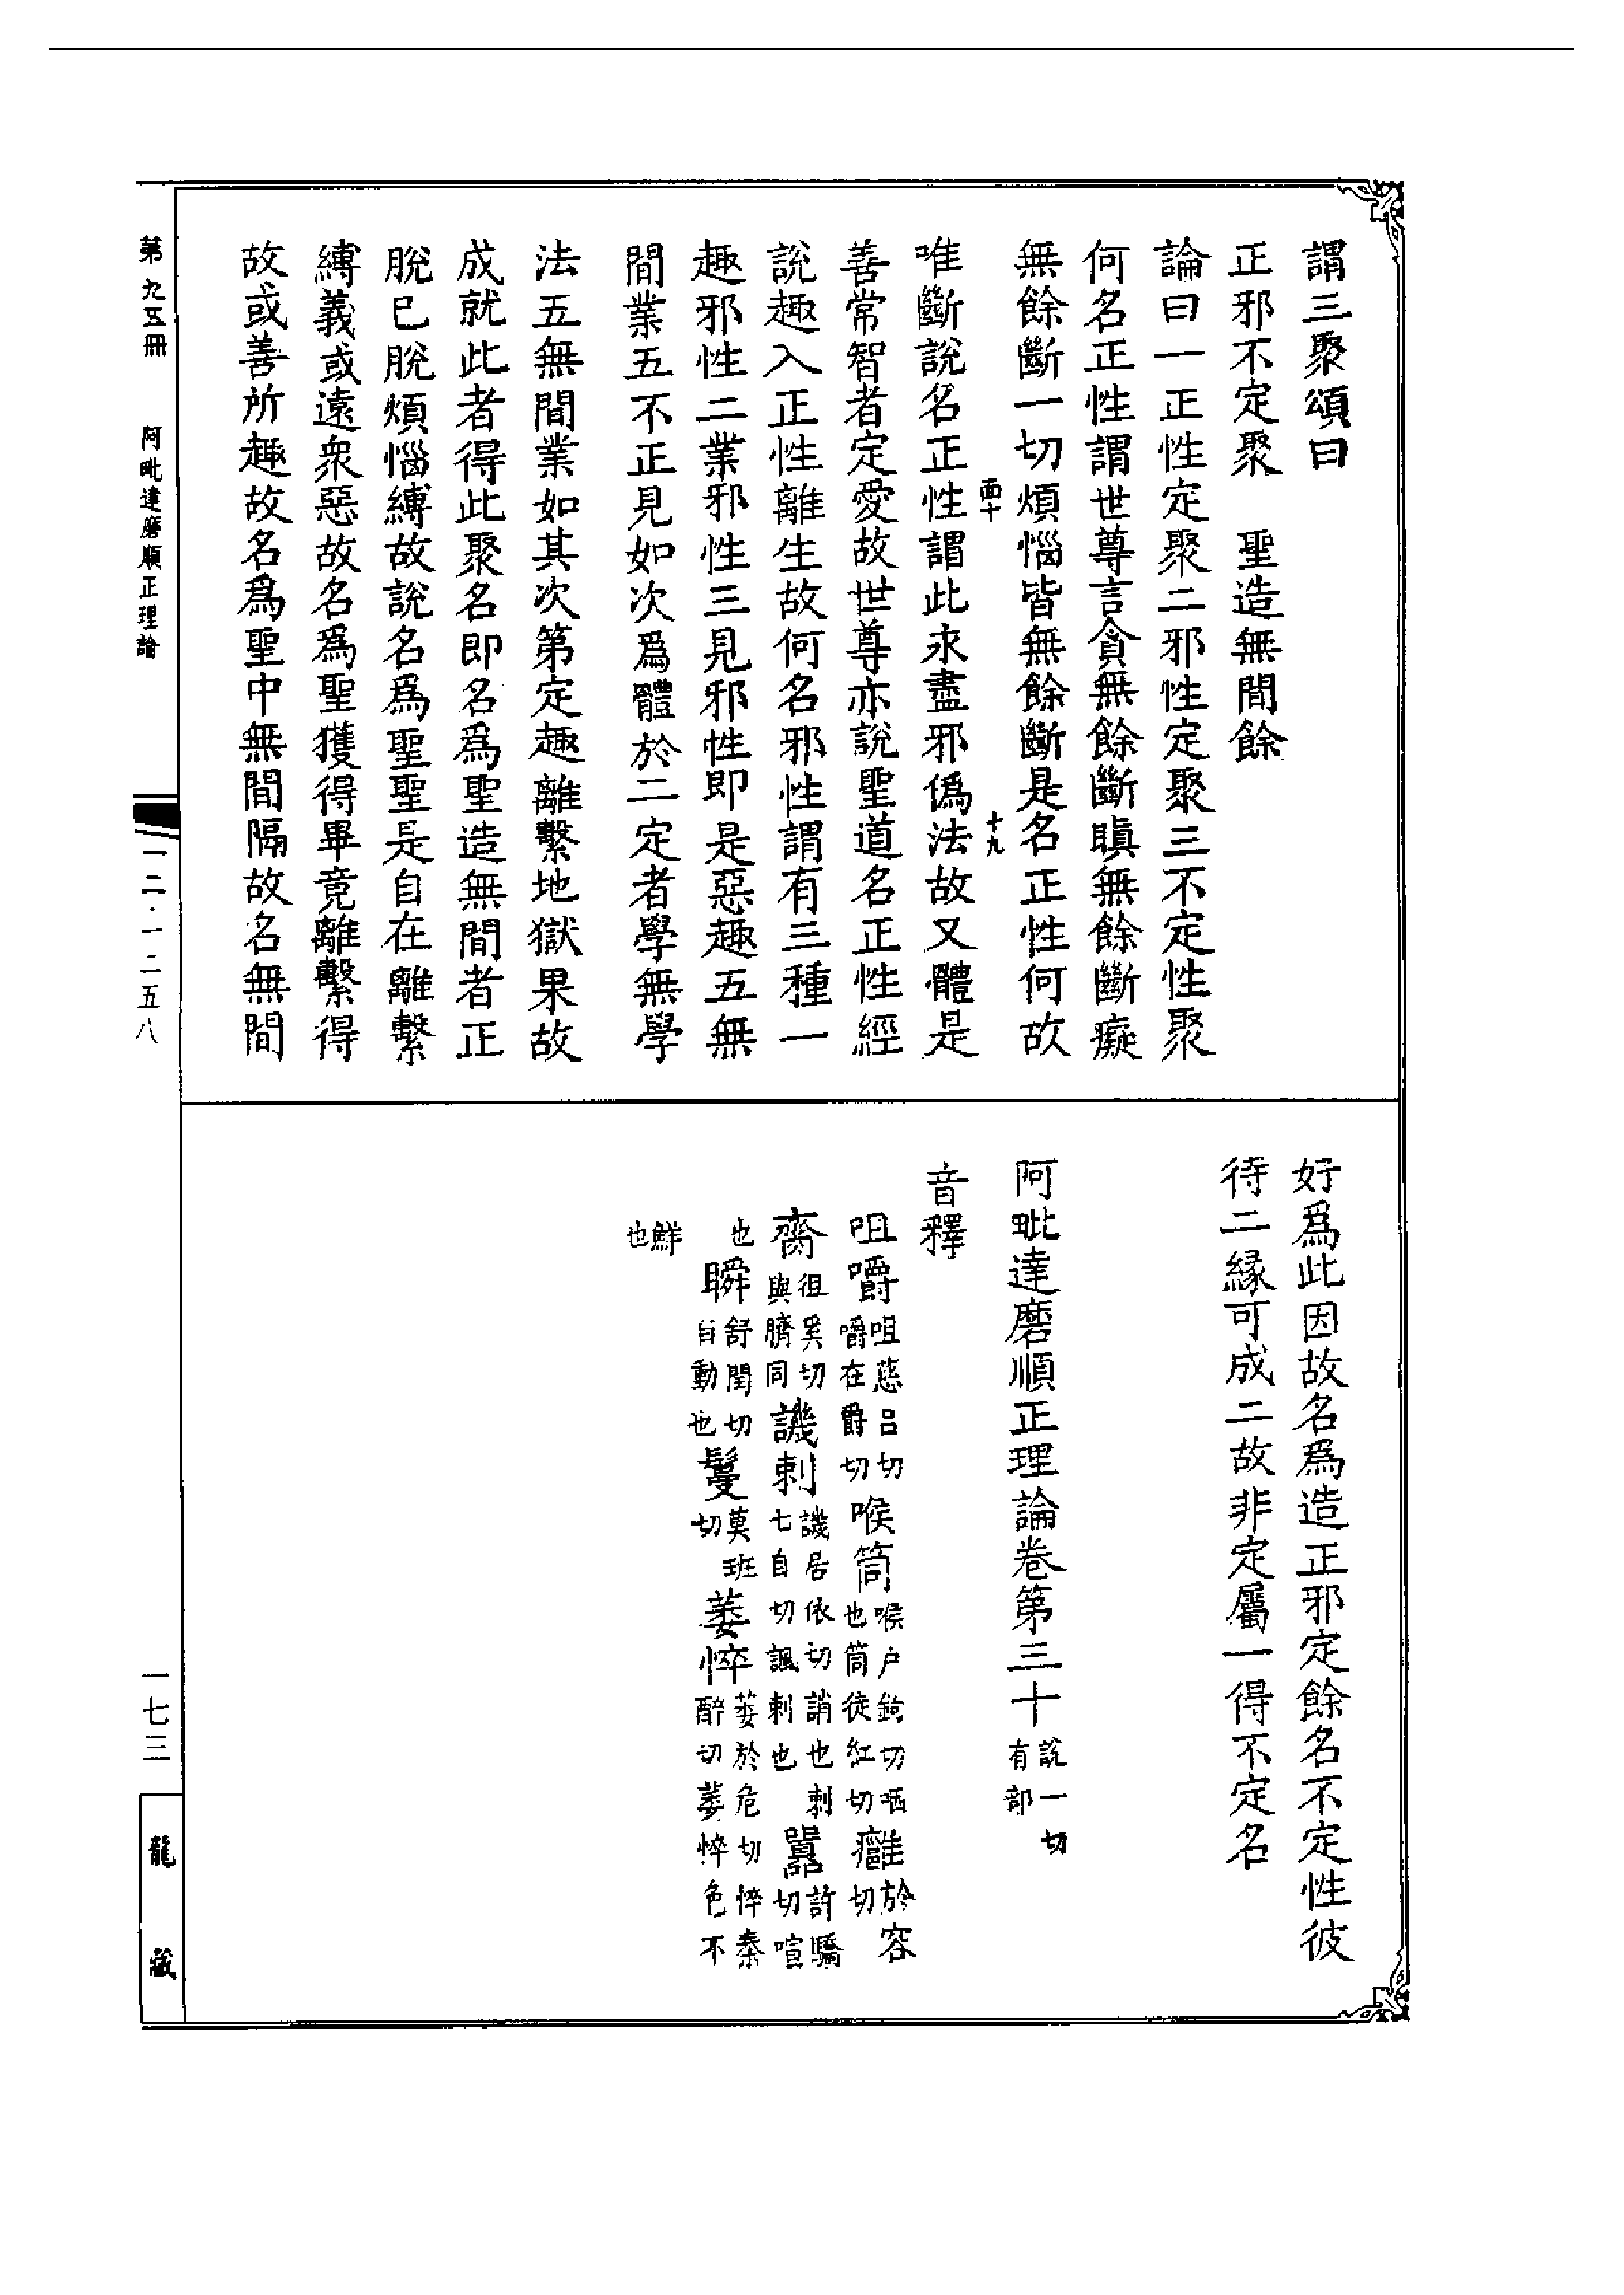 謂三聚頌曰
正邪不定聚　聖造無間餘
論曰一正性定聚二邪性定聚三不定性聚
何名正性謂世尊言貪無餘斷瞋無餘斷癡
無餘斷一切煩惱皆無餘斷是名正性何故
面十　十九
唯斷說名正性謂此永盡邪僞法故又體是
善常智者定愛故世尊亦說聖道名正性經
說趣入正性離生故何名邪性謂有三種一
趣邪性二業邪性三見邪性即是惡趣五無
間業五不正見如次爲體於二定者學無學
法五無間業如其次第定趣離繫地獄果故
成就此者得此聚名即名爲聖造無間者正
脫已脫煩惱縛故說名爲聖聖是自在離繫
縛義或遠衆惡故名爲聖獲得畢竟離繫得
故或善所趣故名爲聖中無間隔故名無間
好爲此因故名爲造正邪定餘名不定性彼
待二緣可成二故非定屬一得不定名
阿毗達磨順正理論卷第三十說一切有部
音釋
咀嚼咀慈呂切嚼在爵切喉筒喉户鉤切咽也筒徒紅切癰於容切
齌徂奚切與臍同譏刺譏居依切誚也刺七自切諷刺也嚻許驕切喧
也瞬舒閏切目動也鬘莫班切萎悴萎於危切悴秦醉切萎悴色不
鮮也
第九五冊　阿毗達磨順正理論　一二·一二五八　一七三　龍藏